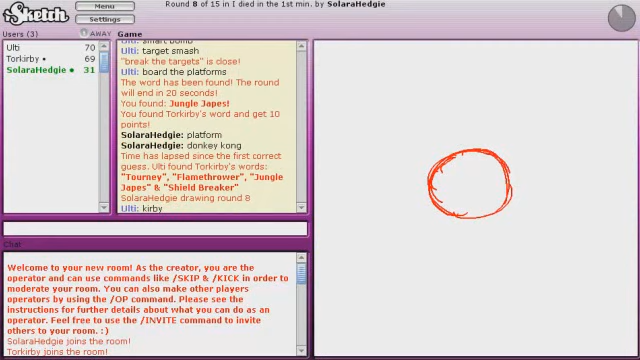 iSketch
Menu
Settings
Round 8 of 15 in I died in the 1st min. by SolaraHedgie
Users (3)
AWAY
Game
Ulti 70
Torkirby • 69
SolaraHedgie • 31
Ulti: smart bomb
Ulti: target smash
"break the targets" is close!
Ulti: board the platforms
The word has been found! The round
will end in 20 seconds!
You found: Jungle Japes!
You found Torkirby's word and get 10
points!
SolaraHedgie: platform
SolaraHedgie: donkey kong
Time has lapsed since the first correct
guess. Ulti found Torkirby's words:
"Tourney", "Flamethrower", "Jungle
Japes" & "Shield Breaker"
SolaraHedgie drawing round 8
Ulti: kirby
Chat
Welcome to your new room! As the creator, you are the
operator and can use commands like /SKIP & /KICK in order to
moderate your room. You can also make other players
operators by using the /OP command. Please see the
instructions for further details about what you can do as an
operator. Feel free to use the /INVITE command to invite
others to your room. :)
SolaraHedgie joins the room!
Torkirby joins the room!